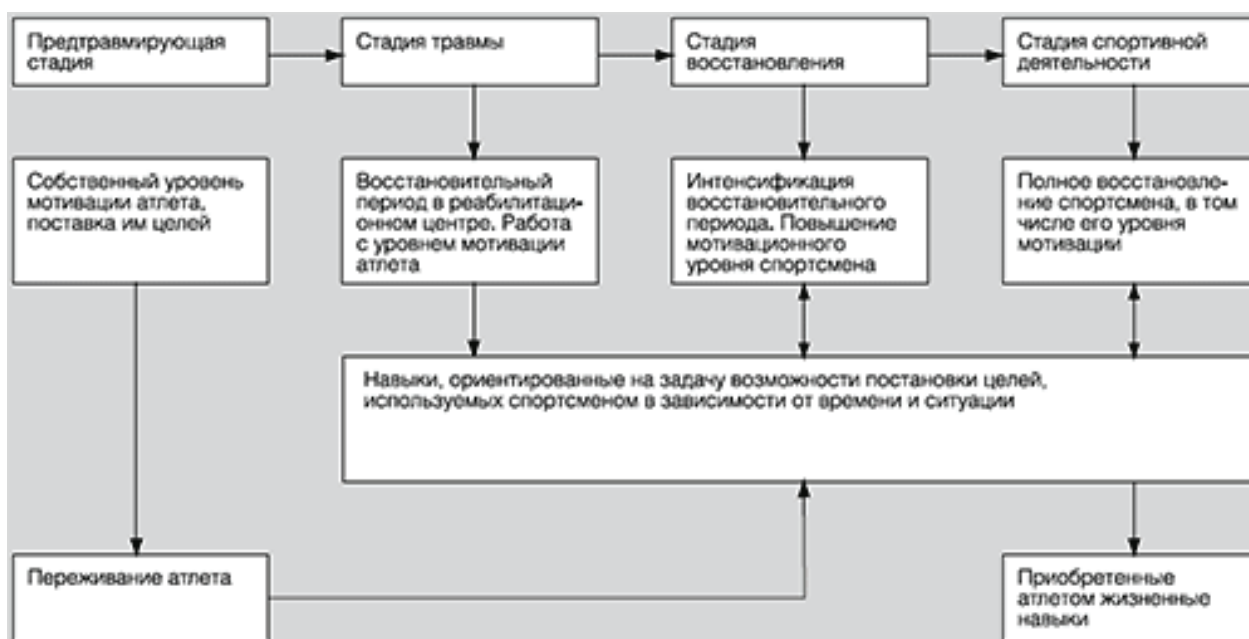 Предтравмирующая
стадия
Стадия травмы
Стадия
восстановления
Стадия спортивной
деятельности
Собственный уровень
мотивации атлета,
поставка им целей
Восстановительный
период в реабилитаци-
онном центре. Работа
с уровнем мотивации
атлета
Интенсификация
восстановительного
периода. Повышение
мотивационного
уровня спортсмена
Полное восстановле-
ние спортсмена, в том
числе его уровня
мотивации
Навыки, ориентированные на задачу возможности постановки целей,
используемых спортсменом в зависимости от времени и ситуации
Переживание атлета
Приобретенные
атлетом жизненные
навыки